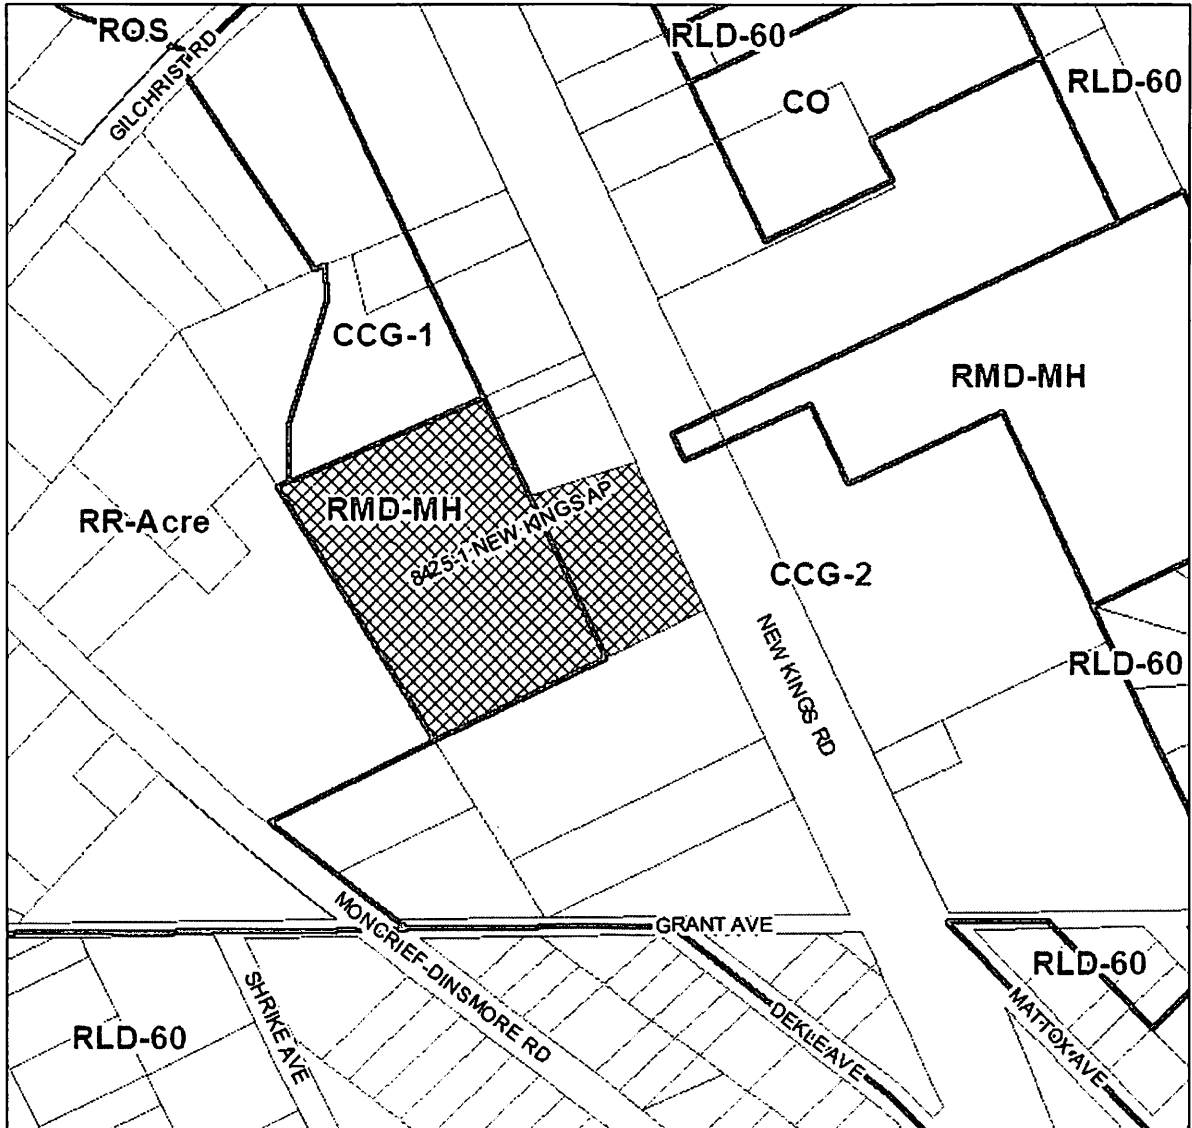 ROS
GILCHRIST RD
RLD-60
CO
RLD-60
CCG-1
RMD-MH
RR-Acre
RMD-MH
8425-1 NEW KINGS AP
CCG-2
NEW KINGS RD
RLD-60
MONCRIEF-DINSMORE RD
GRANT AVE
RLD-60
SHRIKE AVE
RLD-60
DEKLE AVE
MATTOX AVE